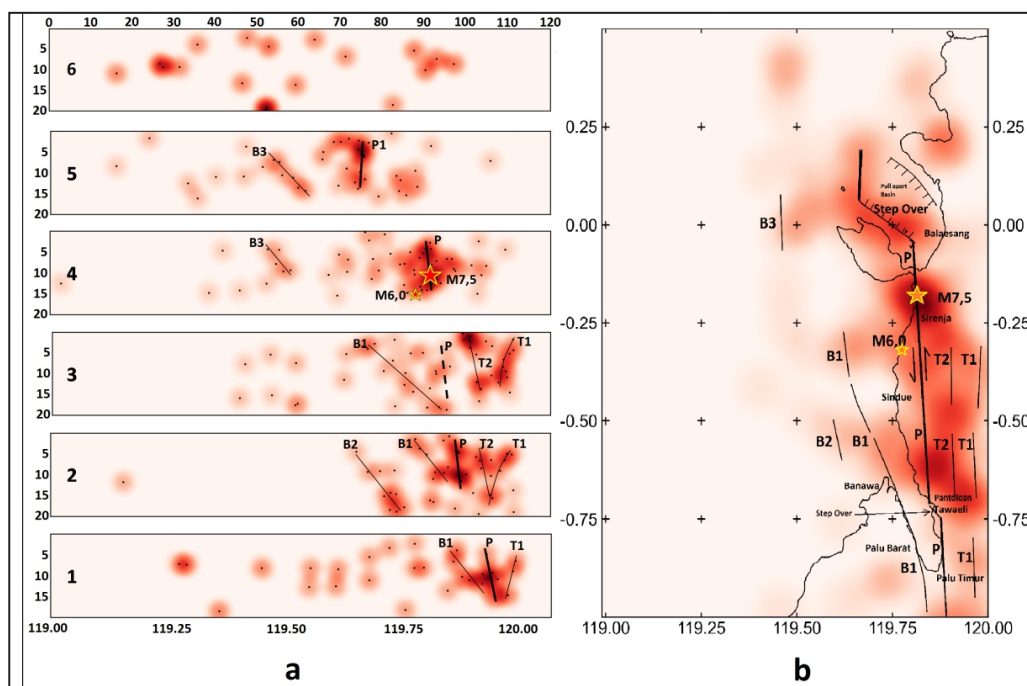 0 10 20 30 40 50 60 70 80 90 100 110 120
6
5 10 15 20
B3 P1
5
5 10 15 20
B3 P
4
M7,5
M6,0
5 10 15 20
B1 P T2 T1
3
5 10 15 20
B2 B1 P T2 T1
2
5 10 15 20
B1 P T1
1
5 10 15
119.00 119.25 119.50 119.75 120.00
a
0.25 0.25
Pull apart
Basin
Step Over
B3
0.00 0.00
Balaesang
P
M7,5
Sirenja
-0.25 -0.25
M6,0
B1 T2 T1
Sindue
-0.50 -0.50
B2 B1 P T2 T1
Banawa
Pantoloan
Tawaeli
Step Over
-0.75 -0.75
Palu Barat P T1
B1 Palu Timur
119.00 119.25 119.50 119.75 120.00
b